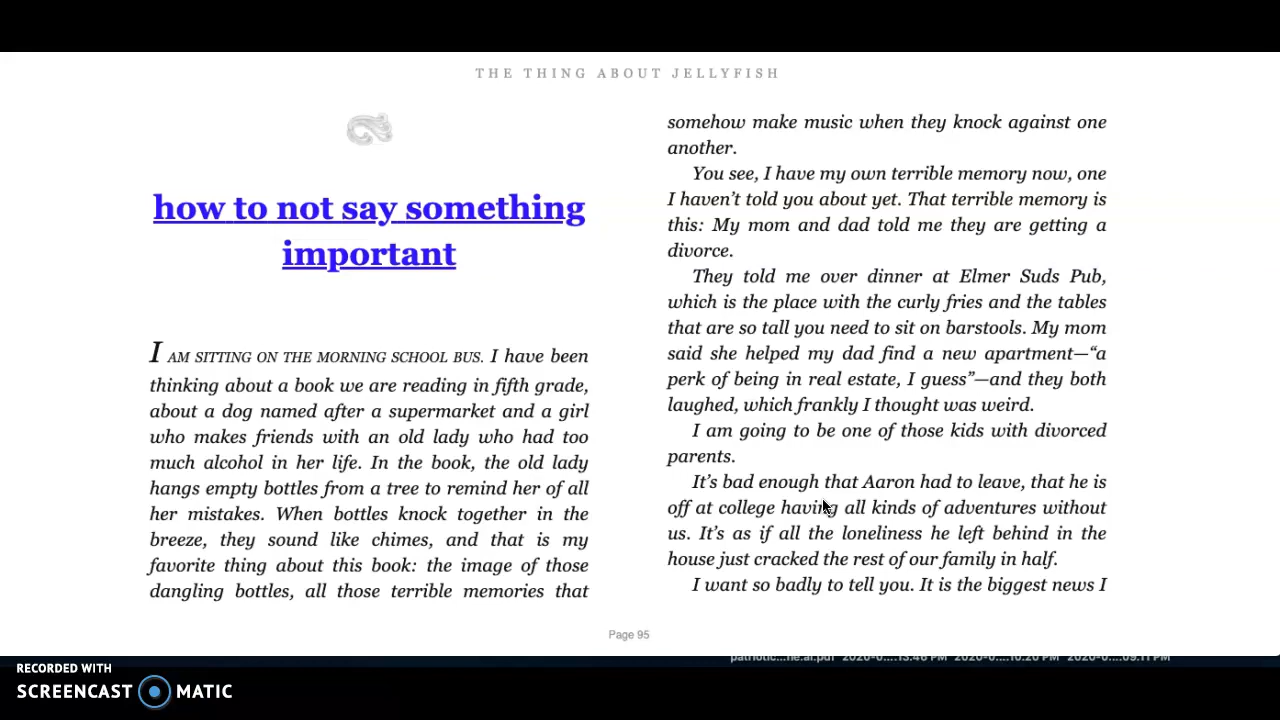 THE THING ABOUT JELLYFISH
how to not say something
important
I AM SITTING ON THE MORNING SCHOOL BUS. I have been
thinking about a book we are reading in fifth grade,
about a dog named after a supermarket and a girl
who makes friends with an old lady who had too
much alcohol in her life. In the book, the old lady
hangs empty bottles from a tree to remind her of all
her mistakes. When bottles knock together in the
breeze, they sound like chimes, and that is my
favorite thing about this book: the image of those
dangling bottles, all those terrible memories that
somehow make music when they knock against one
another.
You see, I have my own terrible memory now, one
I haven't told you about yet. That terrible memory is
this: My mom and dad told me they are getting a
divorce.
They told me over dinner at Elmer Suds Pub,
which is the place with the curly fries and the tables
that are so tall you need to sit on barstools. My mom
said she helped my dad find a new apartment—“a
perk of being in real estate, I guess”—and they both
laughed, which frankly I thought was weird.
I am going to be one of those kids with divorced
parents.
It's bad enough that Aaron had to leave, that he is
off at college having all kinds of adventures without
us. It's as if all the loneliness he left behind in the
house just cracked the rest of our family in half.
I want so badly to tell you. It is the biggest news I
Page 95
RECORDED WITH
SCREENCAST MATIC